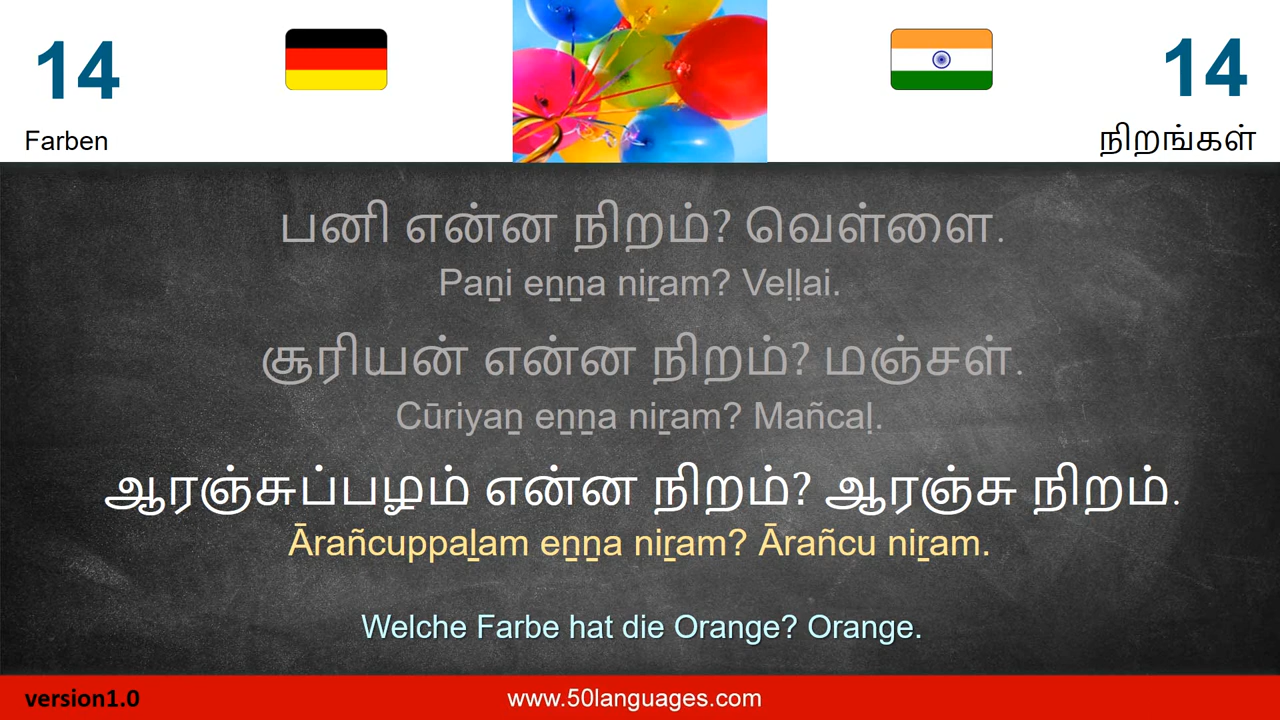 14
14
Farben
நிறங்கள்
பனி என்ன நிறம்? வெள்ளை.
Paṉi eṉṉa niṟam? Veḷḷai.
சூரியன் என்ன நிறம்? மஞ்சள்.
Cūriyaṉ eṉṉa niṟam? Mañcaḷ.
ஆரஞ்சுப்பழம் என்ன நிறம்? ஆரஞ்சு நிறம்.
Ārañcuppaḻam eṉṉa niṟam? Ārañcu niṟam.
Welche Farbe hat die Orange? Orange.
version1.0
www.50languages.com